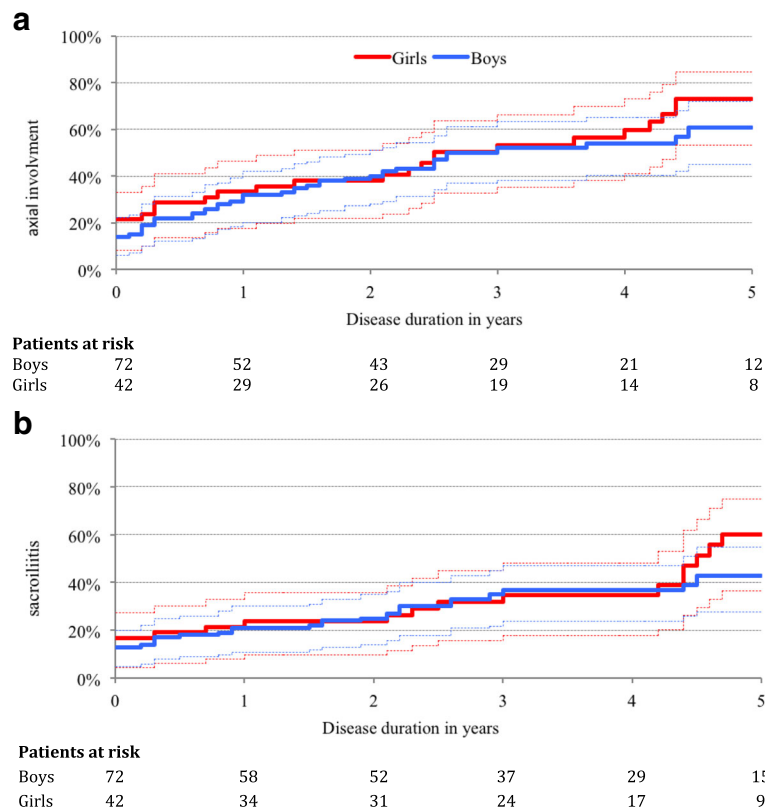 a
100%
Girls Boys
80%
60%
40%
20%
0%
axial involvment
0 1 2 3 4 5
Disease duration in years
Patients at risk
Boys 72 52 43 29 21 12
Girls 42 29 26 19 14 8
b
100%
80%
60%
40%
20%
0%
sacroiliitis
0 1 2 3 4 5
Disease duration in years
Patients at risk
Boys 72 58 52 37 29 15
Girls 42 34 31 24 17 9